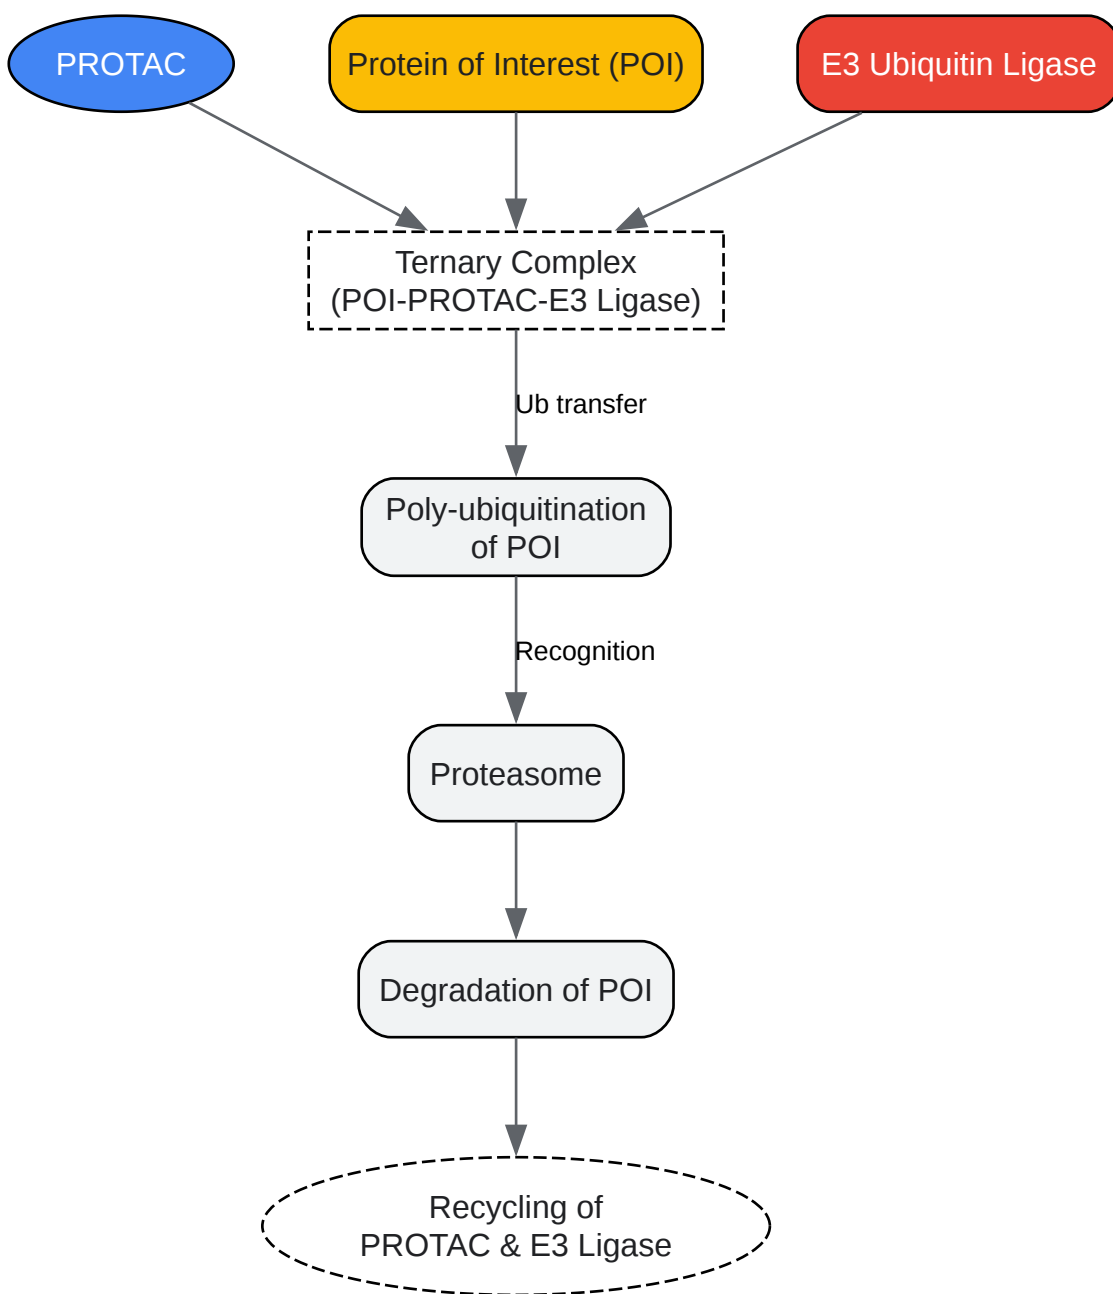 PROTAC
Protein of Interest (POI)
E3 Ubiquitin Ligase
Ternary Complex
(POI-PROTAC-E3 Ligase)
Ub transfer
Poly-ubiquitination
of POI
Recognition
Proteasome
Degradation of POI
Recycling of
PROTAC & E3 Ligase